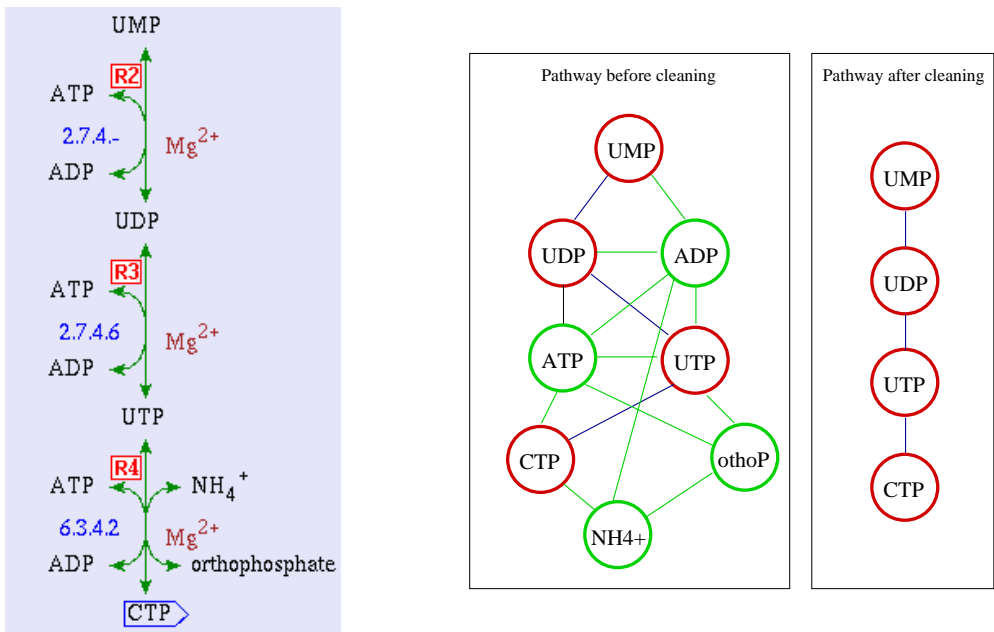 UMP
R2
ATP
2.7.4.-
Mg2+
ADP
UDP
R3
ATP
2.7.4.6
Mg2+
ADP
UTP
R4
ATP
NH4+
6.3.4.2
Mg2+
ADP
orthophosphate
CTP
Pathway before cleaning
UMP
UDP
ADP
ATP
UTP
CTP
othoP
NH4+
Pathway after cleaning
UMP
UDP
UTP
CTP